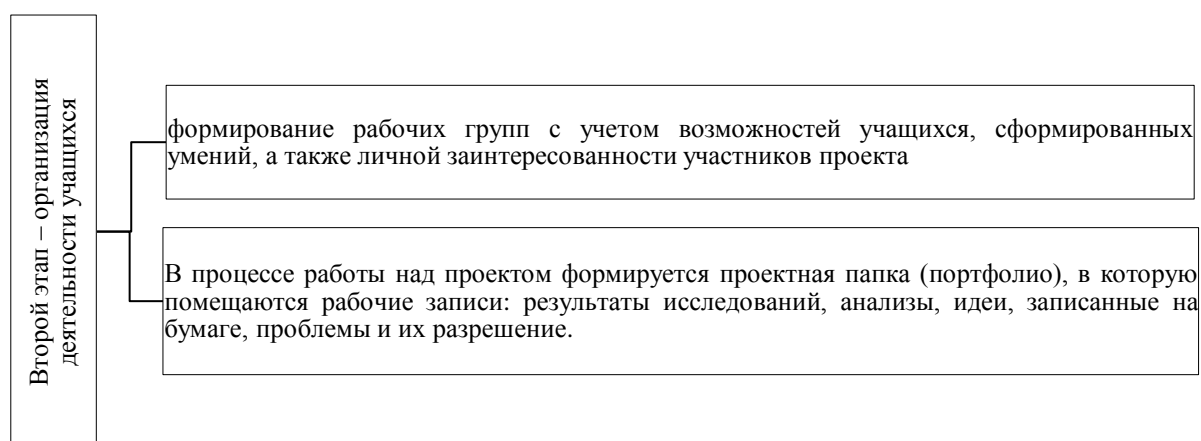 Второй этап – организация
деятельности учащихся
формирование рабочих групп с учетом возможностей учащихся, сформированных
умений, а также личной заинтересованности участников проекта
В процессе работы над проектом формируется проектная папка (портфолио), в которую
помещаются рабочие записи: результаты исследований, анализы, идеи, записанные на
бумаге, проблемы и их разрешение.